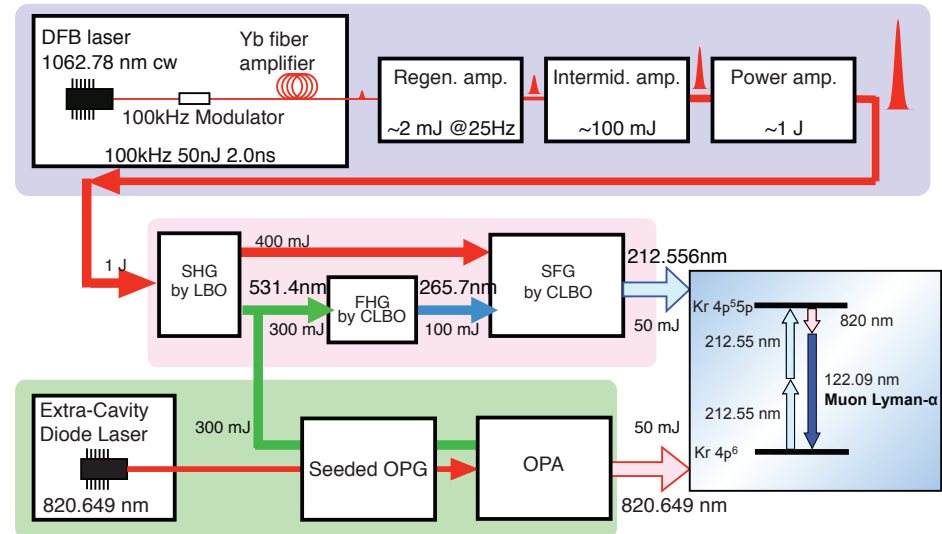 DFB laser
1062.78 nm cw
Yb fiber
amplifier
100kHz Modulator
100kHz 50nJ 2.0ns
Regen. amp.
~2 mJ @25Hz
Intermid. amp.
~100 mJ
Power amp.
~1 J
1 J
SHG
by LBO
400 mJ
531.4nm
300 mJ
FHG
by CLBO
265.7nm
100 mJ
SFG
by CLBO
212.556nm
50 mJ
Kr 4p⁵5p
820 nm
212.55 nm
122.09 nm
Muon Lyman-α
212.55 nm
Kr 4p⁶
Extra-Cavity
Diode Laser
820.649 nm
300 mJ
Seeded OPG
OPA
50 mJ
820.649 nm